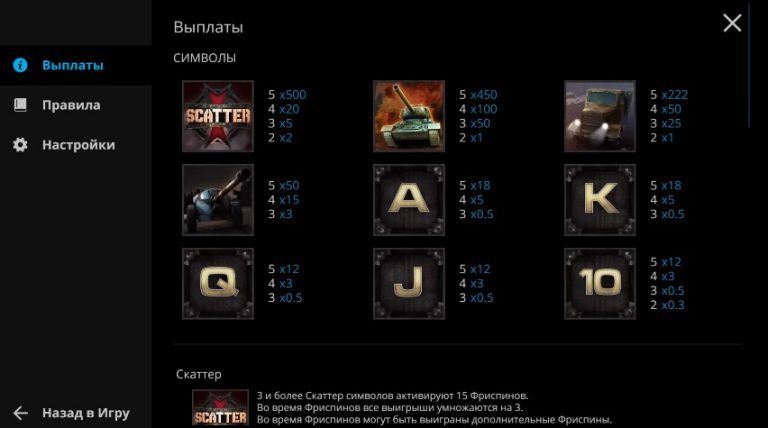 Выплаты
СИМВОЛЫ
Выплаты
Правила
Настройки
SCATTER
5 x500
4 x20
3 x5
2 x2
5 x450
4 x100
3 x50
2 x1
5 x222
4 x50
3 x25
2 x1
5 x50
4 x15
3 x3
A
5 x18
4 x5
3 x0.5
K
5 x18
4 x5
3 x0.5
Q
5 x12
4 x3
3 x0.5
J
5 x12
4 x3
3 x0.5
10
5 x12
4 x3
3 x0.5
2 x0.3
Скаттер
SCATTER
3 и более Скаттер символов активируют 15 Фриспинов.
Во время Фриспинов все выигрыши умножаются на 3.
Во время Фриспинов могут быть выиграны дополнительные Фриспины.
Назад в Игру